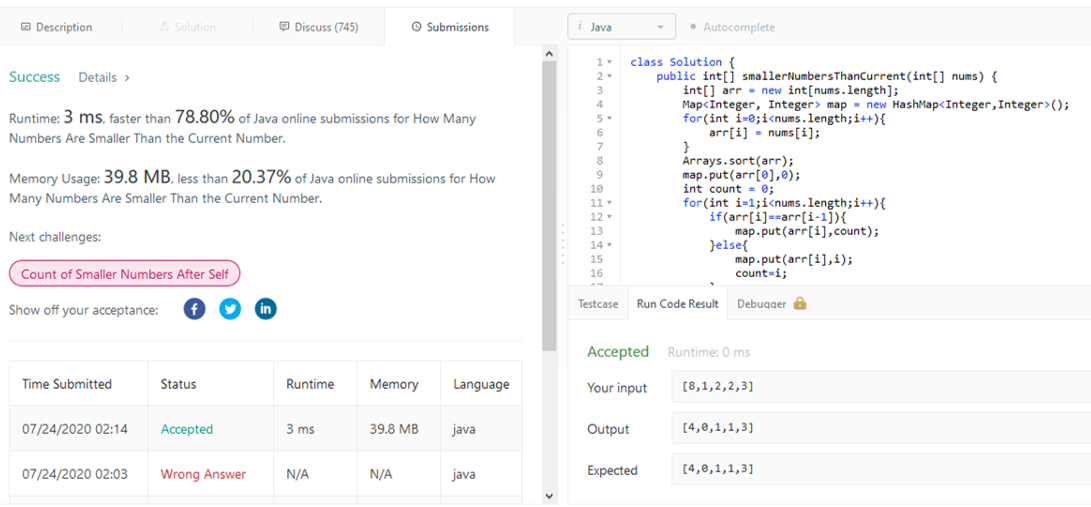 Description
Solution
Discuss (745)
Submissions
Success
Details
Runtime: 3 ms, faster than 78.80% of Java online submissions for How Many
Numbers Are Smaller Than the Current Number.
Memory Usage: 39.8 MB, less than 20.37% of Java online submissions for How
Many Numbers Are Smaller Than the Current Number.
Next challenges:
Count of Smaller Numbers After Self
Show off your acceptance:
Time Submitted Status Runtime Memory Language
07/24/2020 02:14 Accepted 3 ms 39.8 MB java
07/24/2020 02:03 Wrong Answer N/A N/A java
i Java
Autocomplete
1 class Solution {
2 public int[] smallerNumbersThanCurrent(int[] nums) {
3 int[] arr = new int[nums.length];
4 Map<Integer, Integer> map = new HashMap<Integer,Integer>();
5 for(int i=0;i<nums.length;i++){
6 arr[i] = nums[i];
7 }
8 Arrays.sort(arr);
9 map.put(arr[0],0);
10 int count = 0;
11 for(int i=1;i<nums.length;i++){
12 if(arr[i]==arr[i-1]){
13 map.put(arr[i],count);
14 }else{
15 map.put(arr[i],i);
16 count=i;
Testcase
Run Code Result
Debugger
Accepted Runtime: 0 ms
Your input [8,1,2,2,3]
Output [4,0,1,1,3]
Expected [4,0,1,1,3]